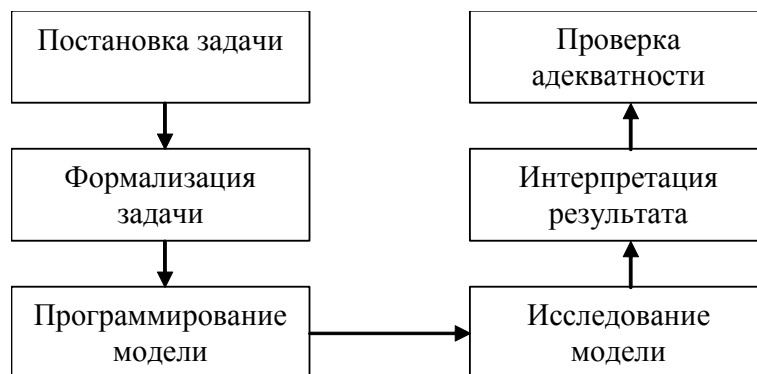 Постановка задачи
Формализация
задачи
Программирование
модели
Исследование
модели
Интерпретация
результата
Проверка
адекватности